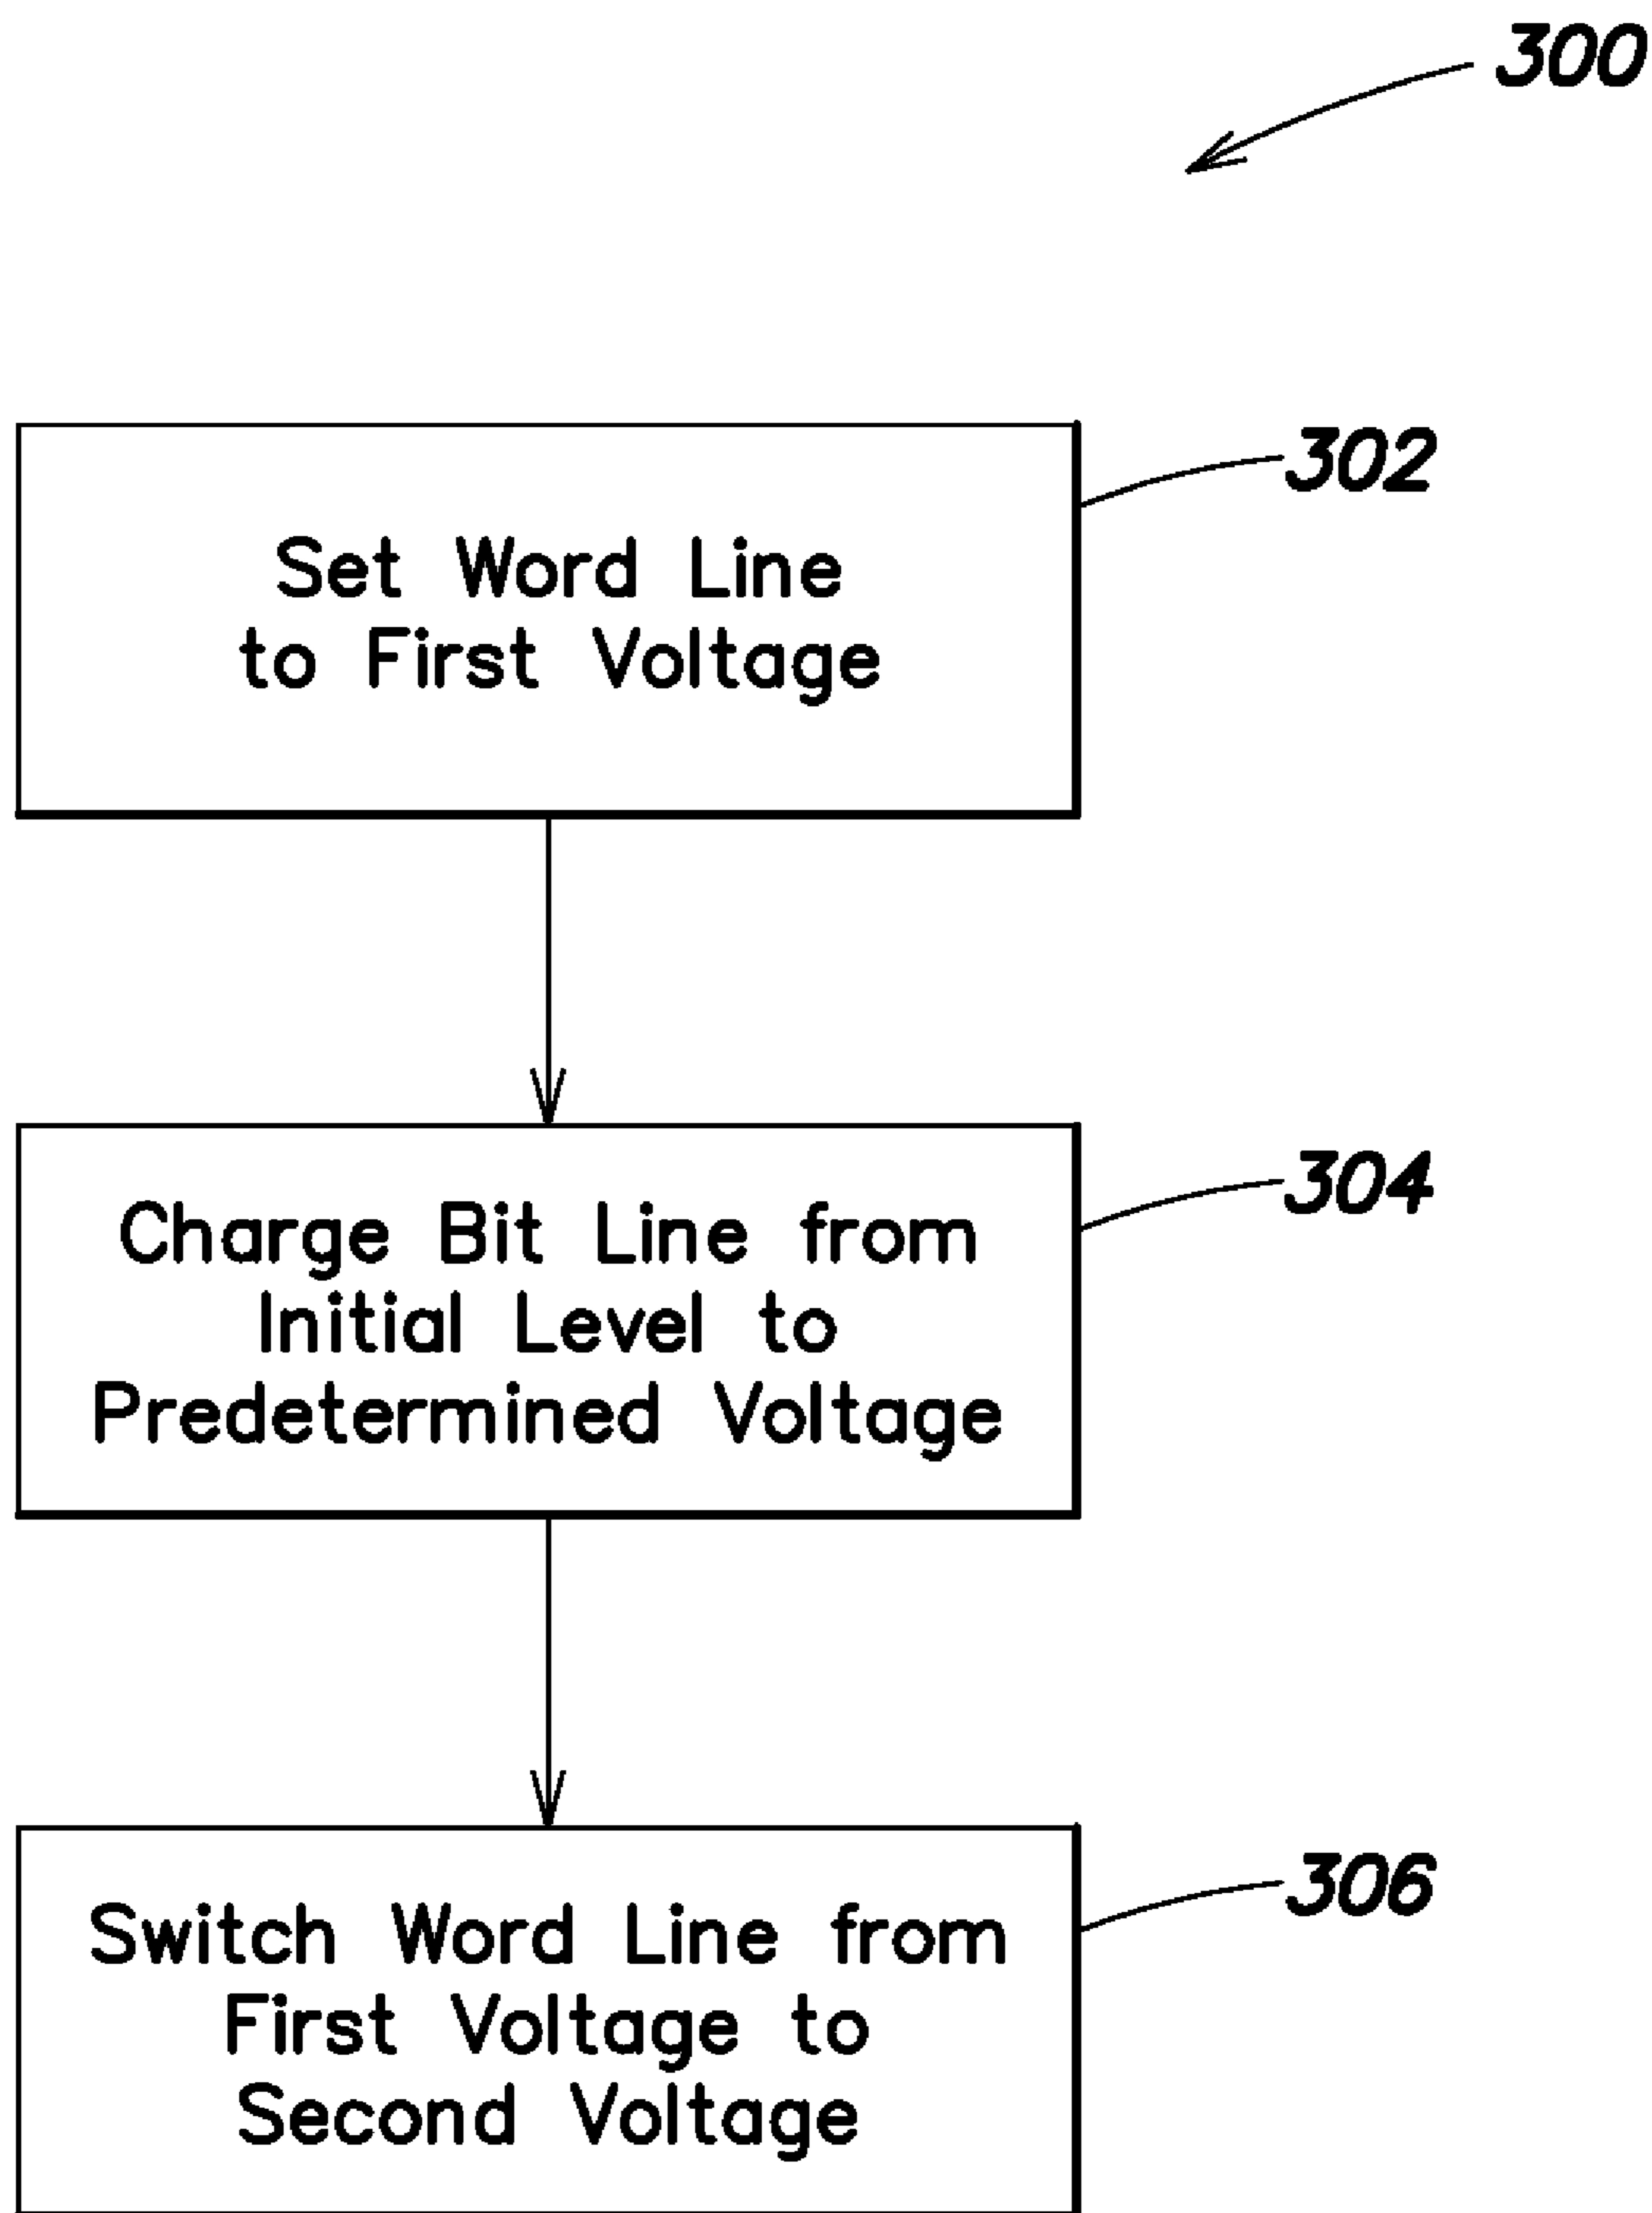 300
302
Set Word Line
to First Voltage
304
Charge Bit Line from
Initial Level to
Predetermined Voltage
306
Switch Word Line from
First Voltage to
Second Voltage